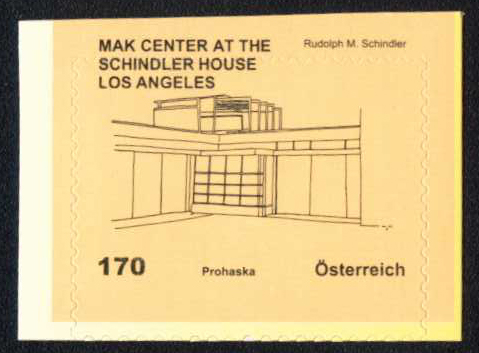 MAK CENTER AT THE
SCHINDLER HOUSE
LOS ANGELES
Rudolph M. Schindler
170
Prohaska
Österreich